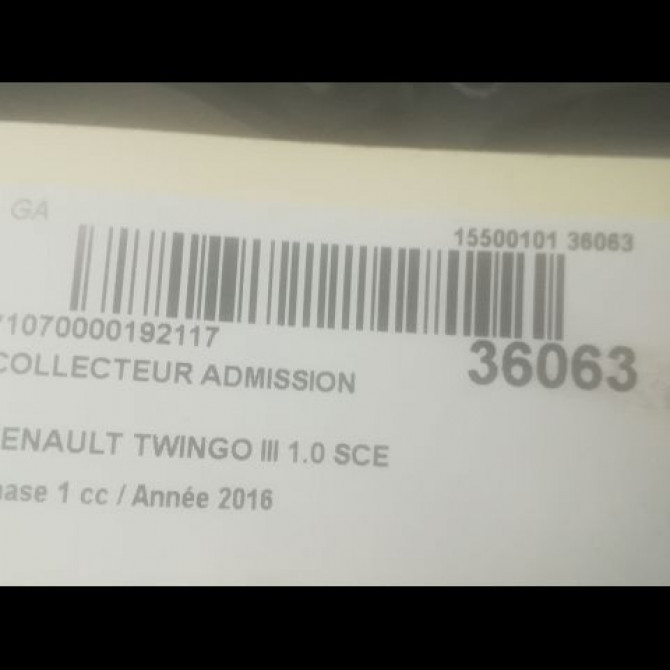 GA
15500101 36063
1070000192117
36063
COLLECTEUR ADMISSION
ENAULT TWINGO III 1.0 SCE
hase 1 cc / Année 2016